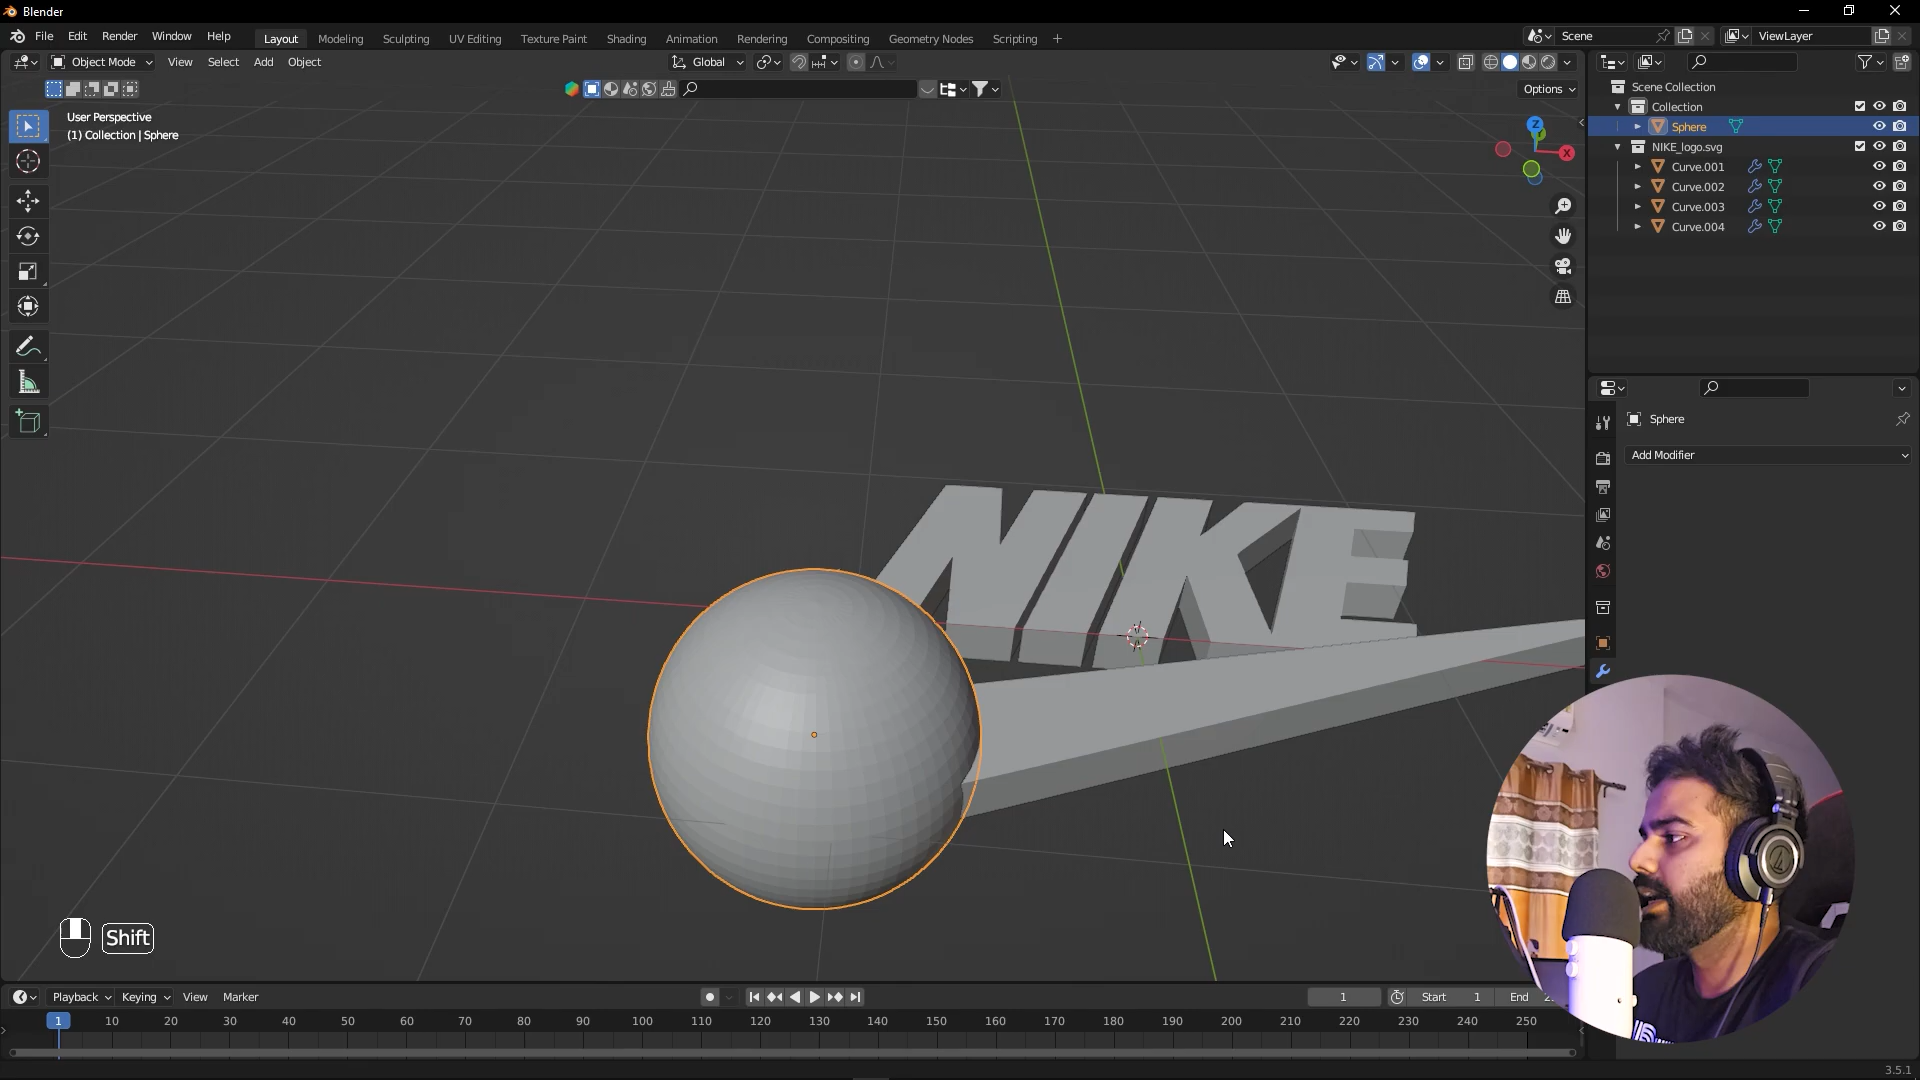 Blender
File Edit Render Window Help
Layout Modeling Sculpting UV Editing Texture Paint Shading Animation Rendering Compositing Geometry Nodes Scripting +
Scene
ViewLayer
Object Mode View Select Add Object
Global
Options
User Perspective
(1) Collection | Sphere
Z
X
Scene Collection
Collection
Sphere
NIKE_logo.svg
Curve.001
Curve.002
Curve.003
Curve.004
Sphere
Add Modifier
NIKE
Shift
Playback Keying View Marker
1 Start 1 End
1 10 20 30 40 50 60 70 80 90 100 110 120 130 140 150 160 170 180 190 200 210 220 230 240 250
3.5.1